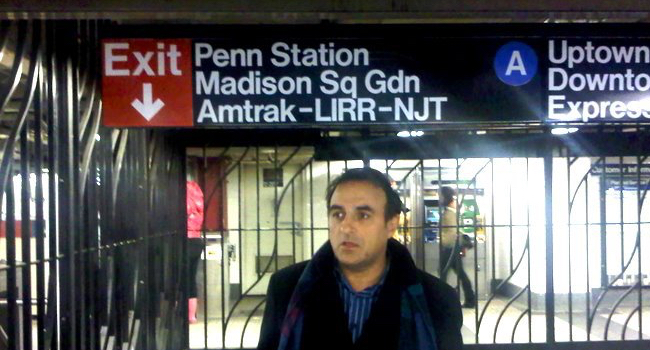 Exit
Penn Station
Madison Sq Gdn
Amtrak-LIRR-NJT
A
Uptown
Downto
Express